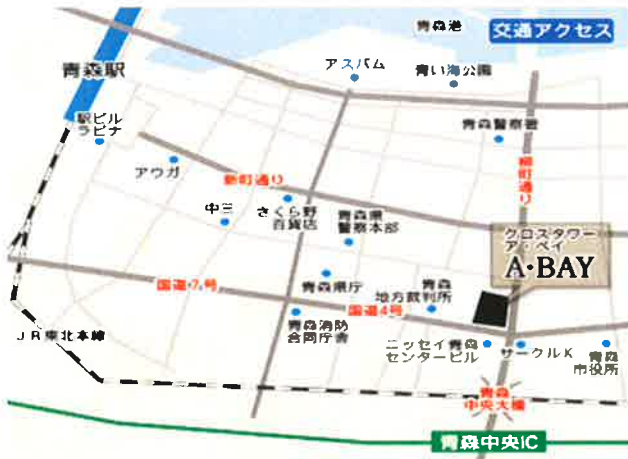 青森港
交通アクセス
青森駅
アスパム
青い海公園
駅ビル
ラビナ
青森警察署
アウガ
新町通り
柳町通り
中三
さくら野
百貨店
青森県
警察本部
クロスタワー
ア・ベイ
A・BAY
国道7号
青森県庁
青森
地方裁判所
国道4号
青森消防
合同庁舎
JR東北本線
ニッセイ青森
センタービル
サークルK
青森
市役所
青森
中央大橋
青森中央IC